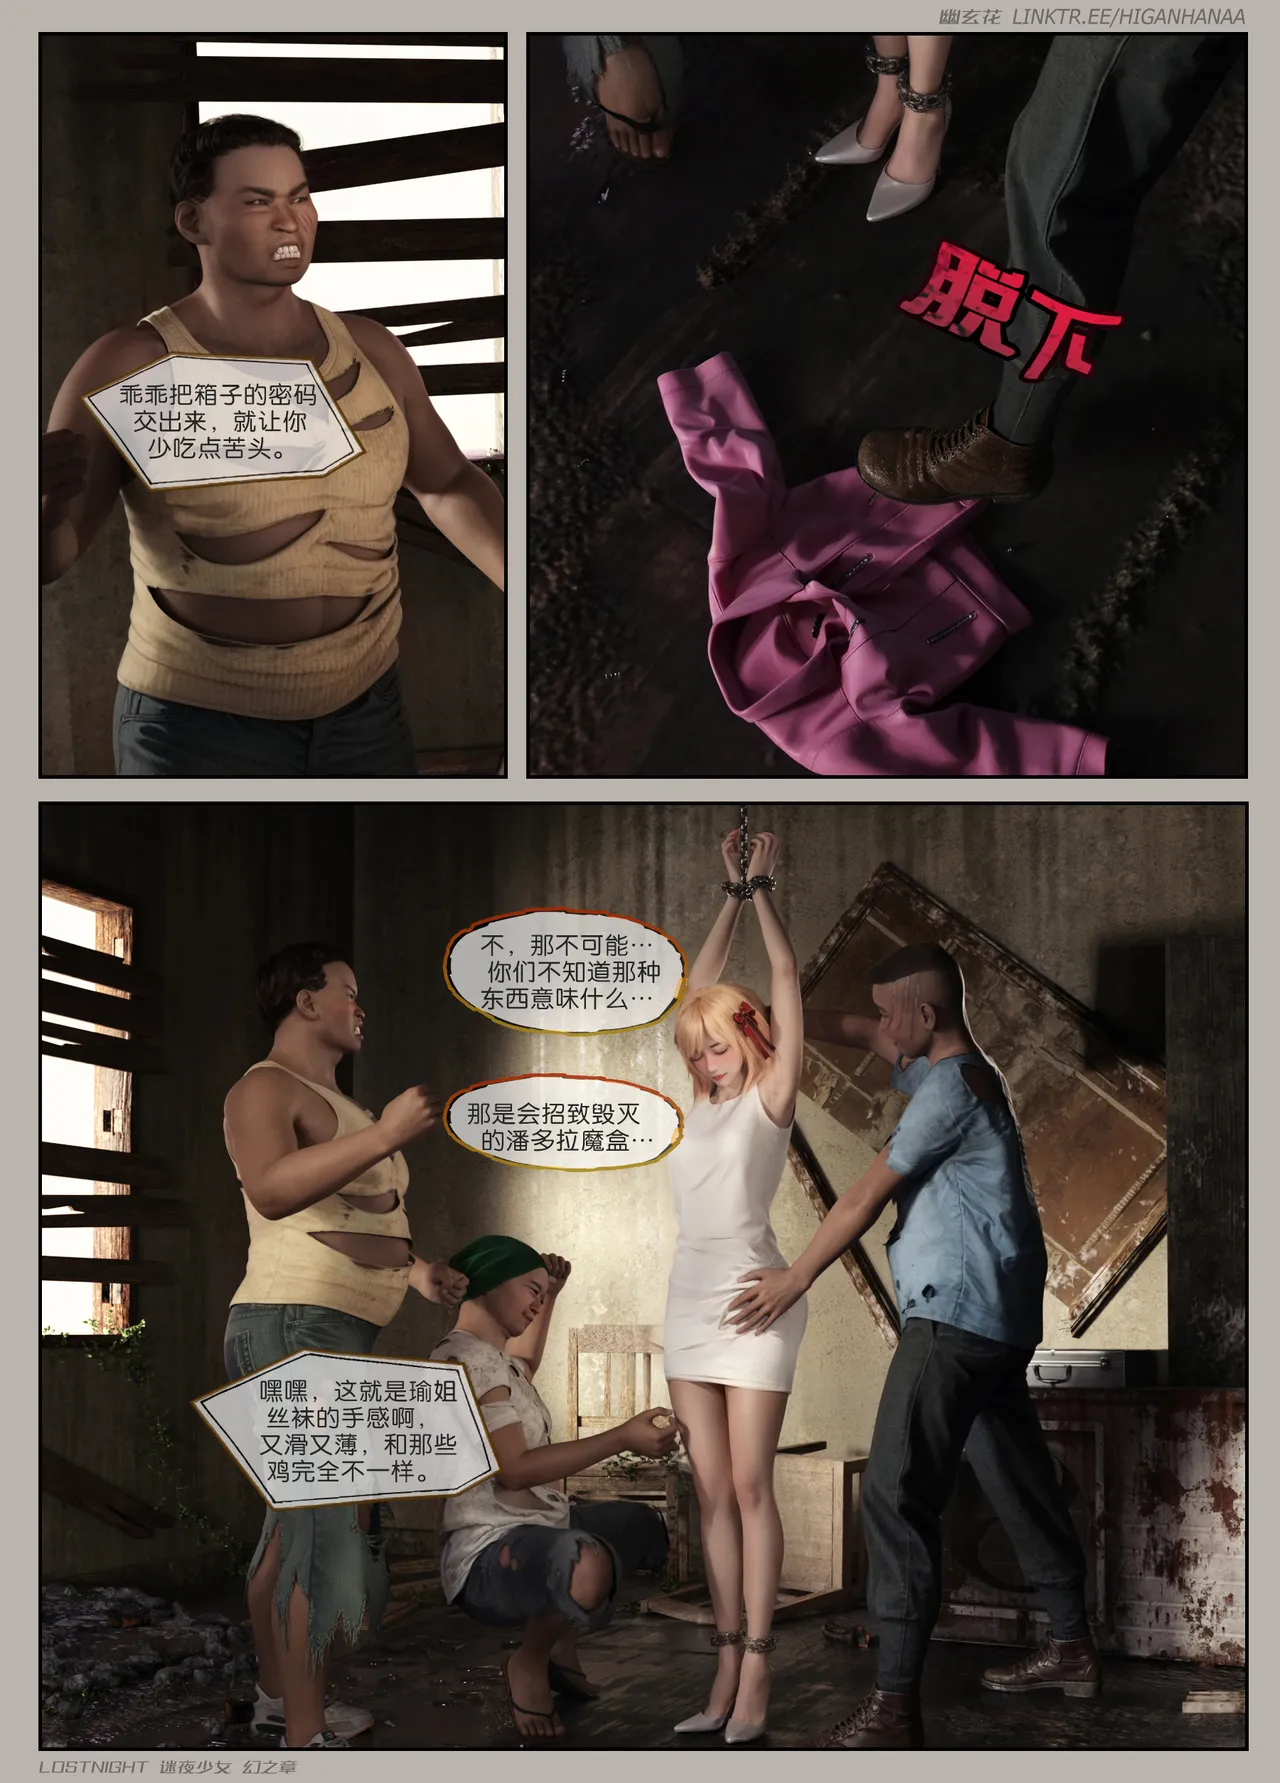 幽玄花 LINKTR.EE/HIGANHANAA
乖乖把箱子的密码
交出来，就让你
少吃点苦头。
脱下
不，那不可能…
你们不知道那种
东西意味什么…
那是会招致毁灭
的潘多拉魔盒…
嘿嘿，这就是瑜姐
丝袜的手感啊，
又滑又薄，和那些
鸡完全不一样。
LOSTNIGHT 迷夜少女 幻之章